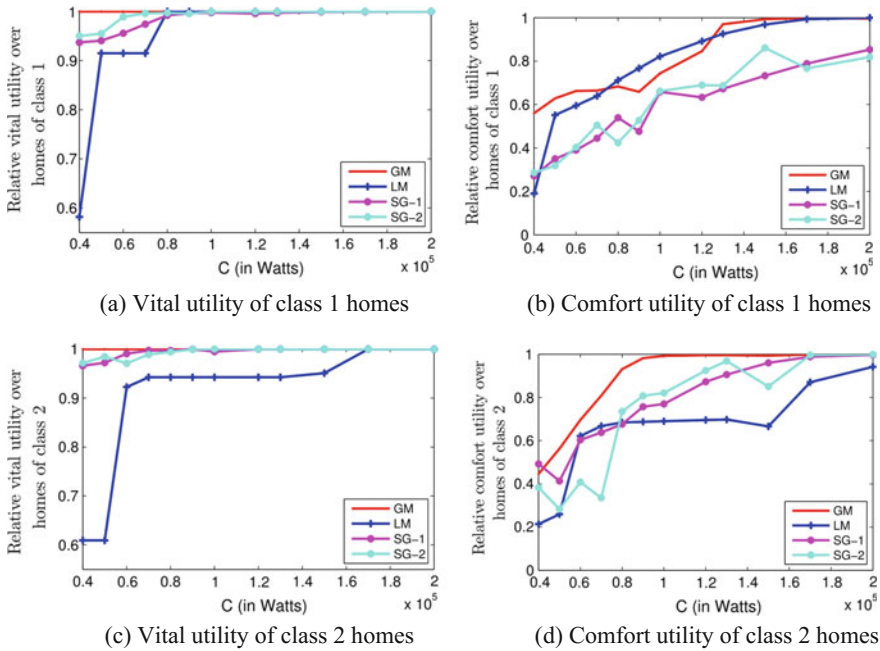 Relative vital utility over
homes of class 1
1
0.9
0.8
0.7
0.6
GM
LM
SG-1
SG-2
0.4 0.6 0.8 1 1.2 1.4 1.6 1.8 2
C (in Watts)
x 10^5
(a) Vital utility of class 1 homes
Relative comfort utility over
homes of class 1
1
0.8
0.6
0.4
0.2
0
GM
LM
SG-1
SG-2
0.4 0.6 0.8 1 1.2 1.4 1.6 1.8 2
C (in Watts)
x 10^5
(b) Comfort utility of class 1 homes
Relative vital utility over
homes of class 2
1
0.9
0.8
0.7
0.6
GM
LM
SG-1
SG-2
0.4 0.6 0.8 1 1.2 1.4 1.6 1.8 2
C (in Watts)
x 10^5
(c) Vital utility of class 2 homes
Relative comfort utility over
homes of class 2
1
0.8
0.6
0.4
0.2
0
GM
LM
SG-1
SG-2
0.4 0.6 0.8 1 1.2 1.4 1.6 1.8 2
C (in Watts)
x 10^5
(d) Comfort utility of class 2 homes